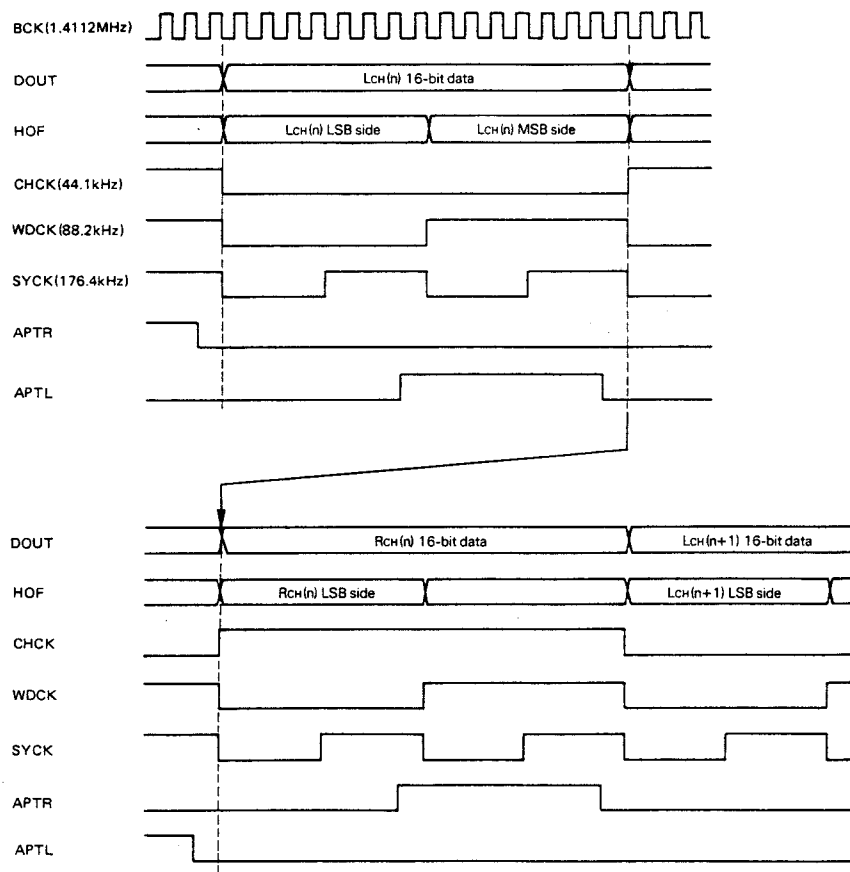 BCK(1.4112MHz)
DOUT
LCH(n) 16-bit data
HOF
LCH(n) LSB side
LCH(n) MSB side
CHCK(44.1kHz)
WDCK(88.2kHz)
SYCK(176.4kHz)
APTR
APTL
DOUT
RCH(n) 16-bit data
LCH(n+1) 16-bit data
HOF
RCH(n) LSB side
LCH(n+1) LSB side
CHCK
WDCK
SYCK
APTR
APTL